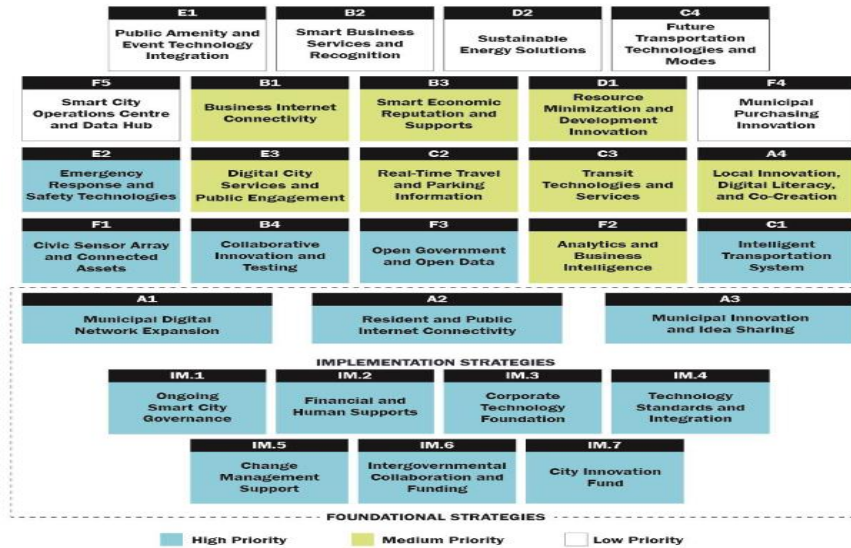 E1
Public Amenity and
Event Technology
Integration
B2
Smart Business
Services and
Recognition
D2
Sustainable
Energy Solutions
C4
Future
Transportation
Technologies and
Modes
F5
Smart City
Operations Centre
and Data Hub
B1
Business Internet
Connectivity
B3
Smart Economic
Reputation and
Supports
D1
Resource
Minimization and
Development
Innovation
F4
Municipal
Purchasing
Innovation
E2
Emergency
Response and
Safety Technologies
E3
Digital City
Services and
Public Engagement
C2
Real-Time Travel
and Parking
Information
C3
Transit
Technologies and
Services
A4
Local Innovation,
Digital Literacy,
and Co-Creation
F1
Civic Sensor Array
and Connected
Assets
B4
Collaborative
Innovation and
Testing
F3
Open Government
and Open Data
F2
Analytics and
Business
Intelligence
C1
Intelligent
Transportation
System
A1
Municipal Digital
Network Expansion
A2
Resident and Public
Internet Connectivity
A3
Municipal Innovation
and Idea Sharing
IMPLEMENTATION STRATEGIES
IM.1
Ongoing
Smart City
Governance
IM.2
Financial and
Human Supports
IM.3
Corporate
Technology
Foundation
IM.4
Technology
Standards and
Integration
IM.5
Change
Management
Support
IM.6
Intergovernmental
Collaboration and
Funding
IM.7
City Innovation
Fund
FOUNDATIONAL STRATEGIES
High Priority
Medium Priority
Low Priority